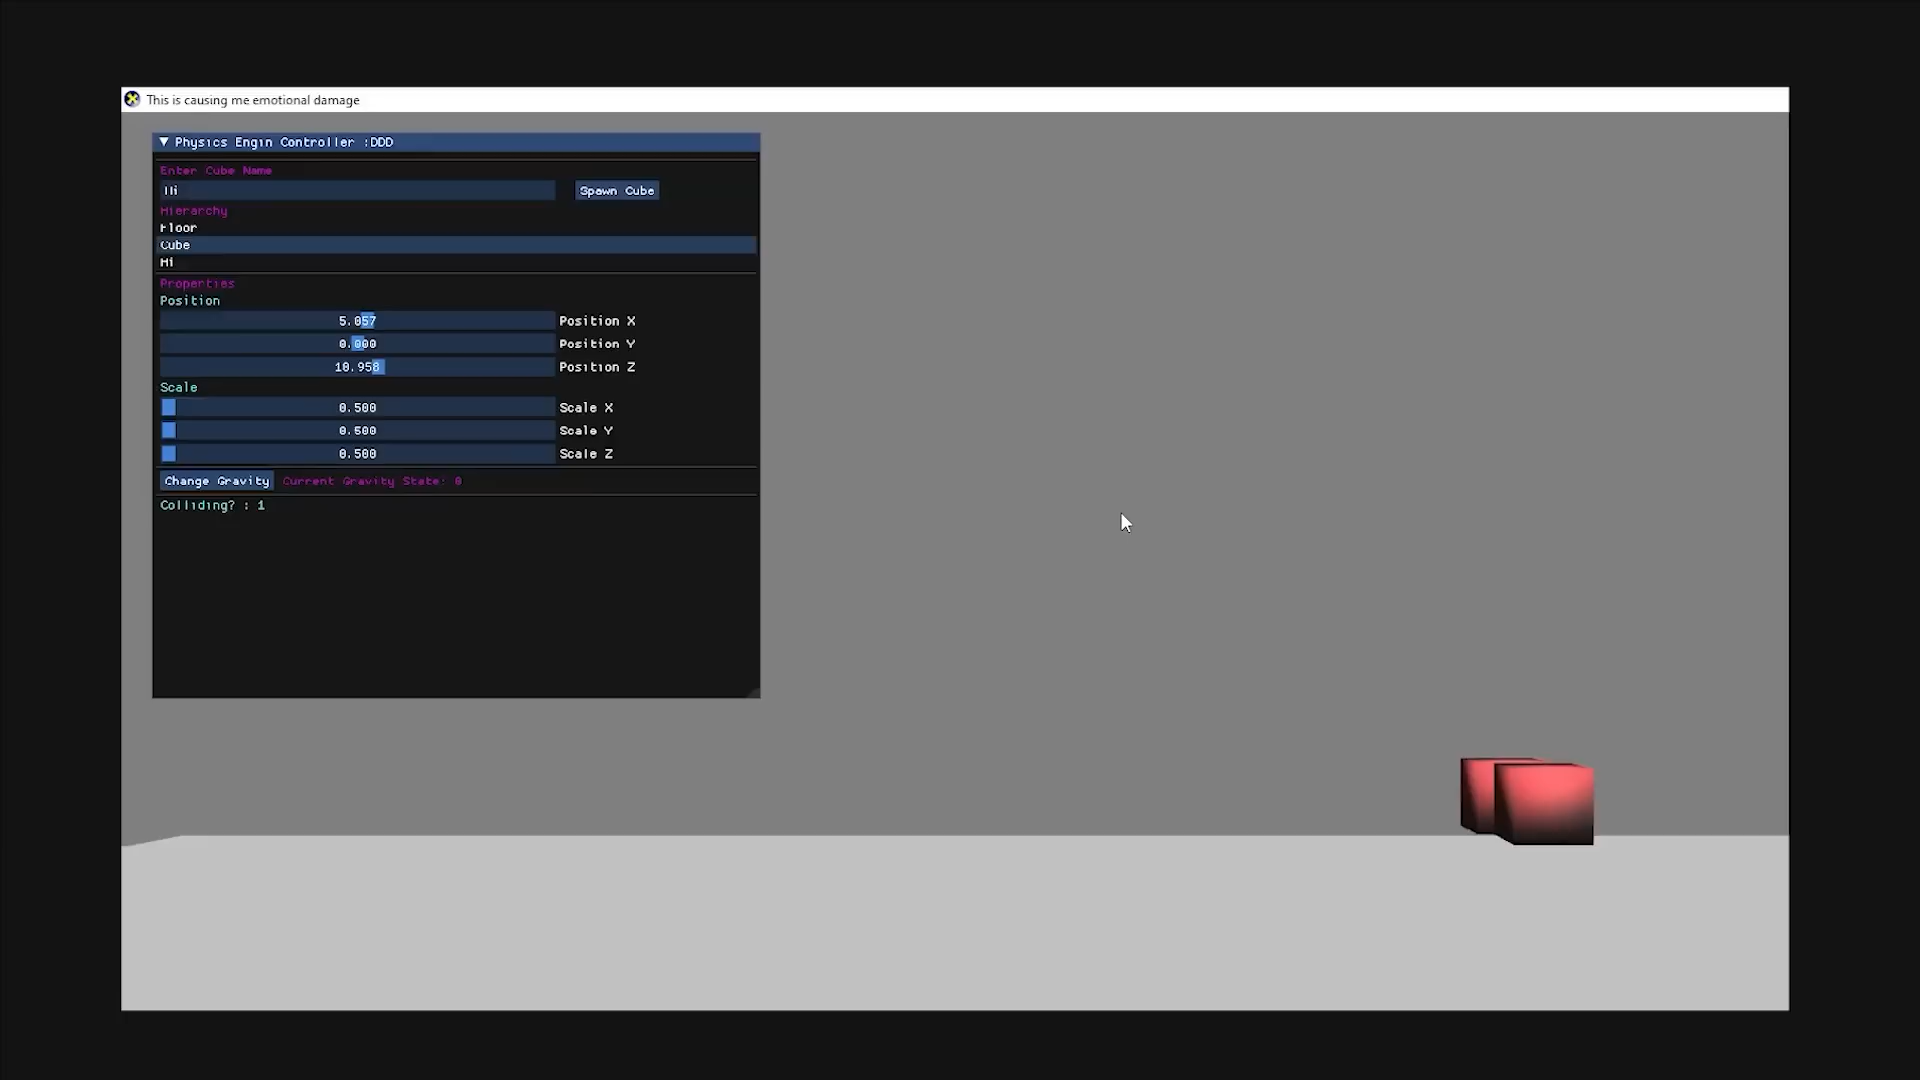 This is causing me emotional damage
Physics Engin Controller :DDD
Enter Cube Name
Hi Spawn Cube
Hierarchy
Floor
Cube
Hi
Properties
Position
5.057 Position X
0.000 Position Y
10.958 Position Z
Scale
0.500 Scale X
0.500 Scale Y
0.500 Scale Z
Change Gravity Current Gravity State: 0
Colliding? : 1